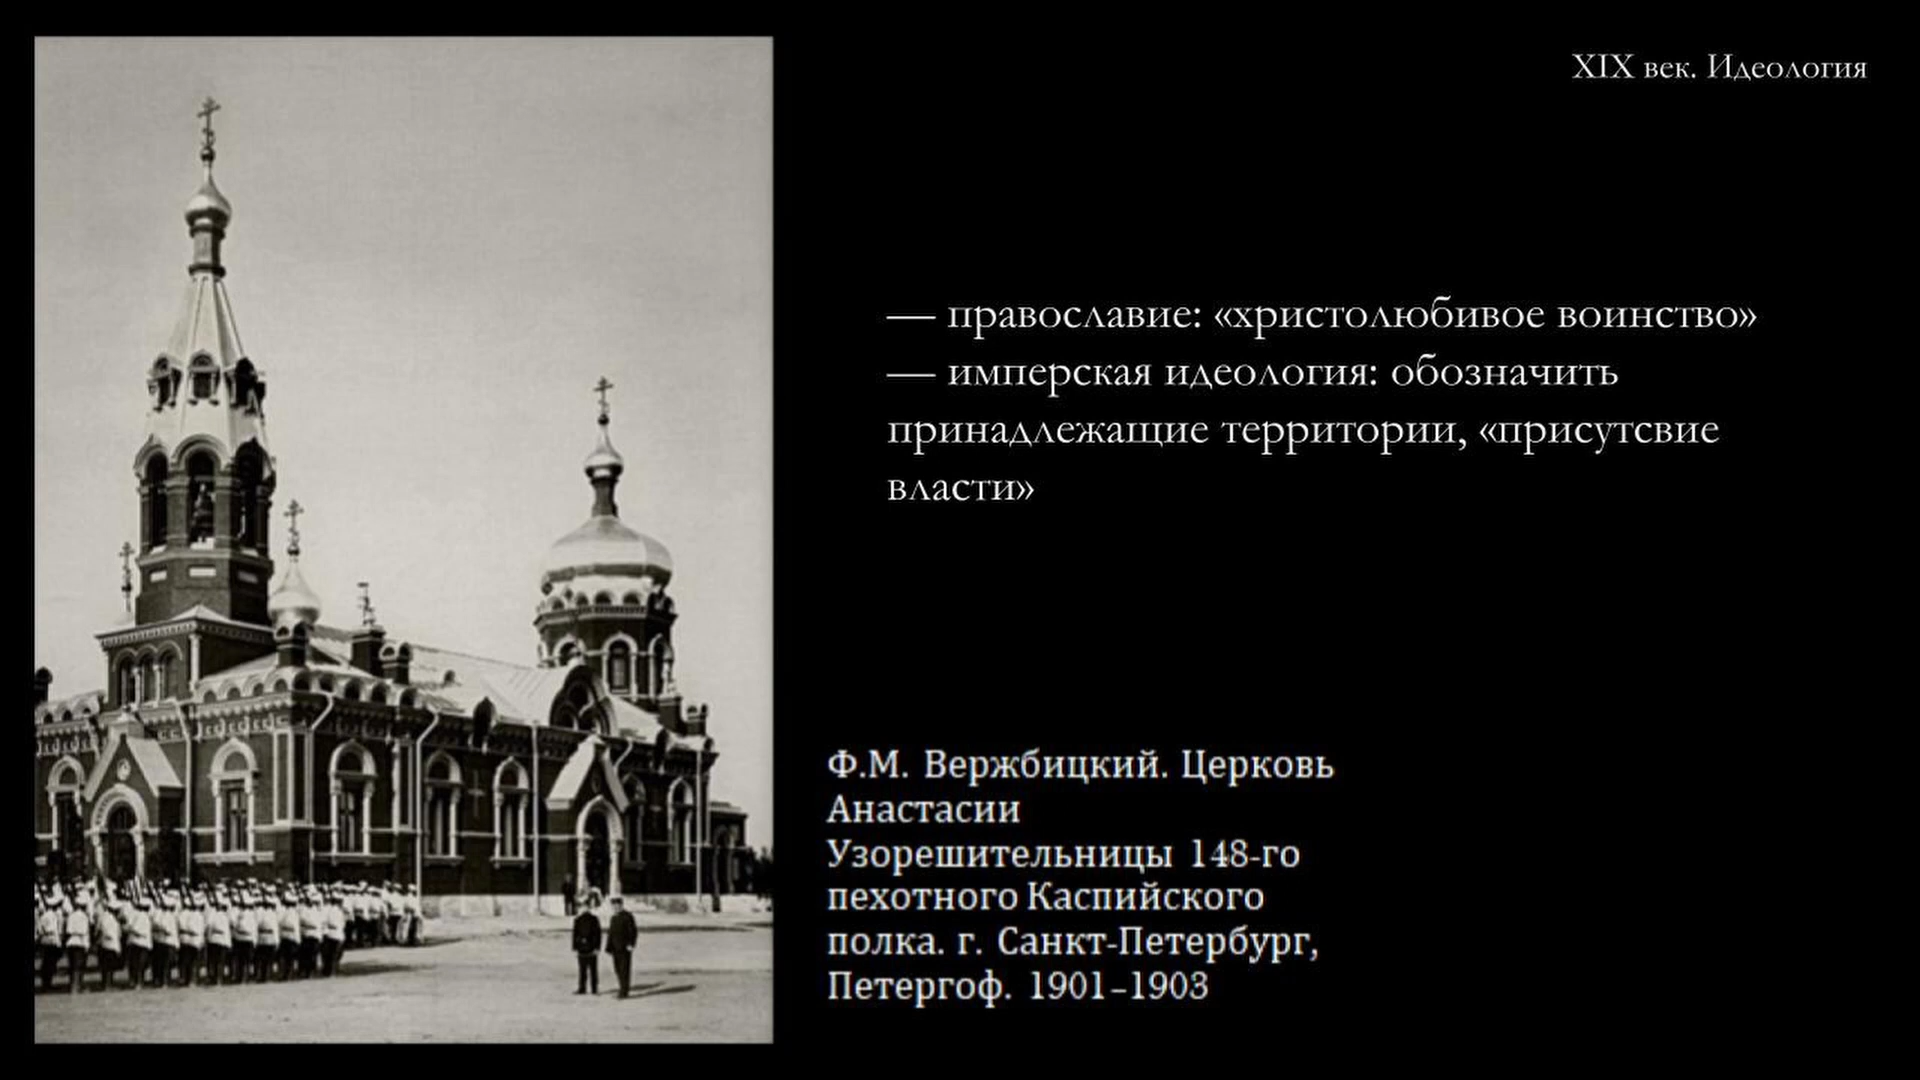 XIX век. Идеология
— православие: «христолюбивое воинство»
— имперская идеология: обозначить
принадлежащие территории, «присутсвие
власти»
Ф.М. Вержбицкий. Церковь
Анастасии
Узорешительницы 148-го
пехотного Каспийского
полка. г. Санкт-Петербург,
Петергоф. 1901–1903